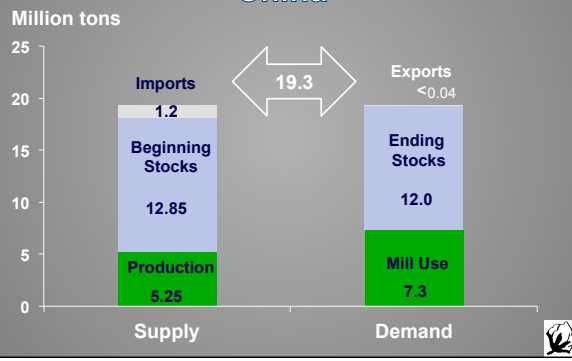 Million tons
25
20
15
10
5
0
Imports
1.2
Beginning
Stocks
12.85
Production
5.25
19.3
Exports
<0.04
Ending
Stocks
12.0
Mill Use
7.3
Supply
Demand